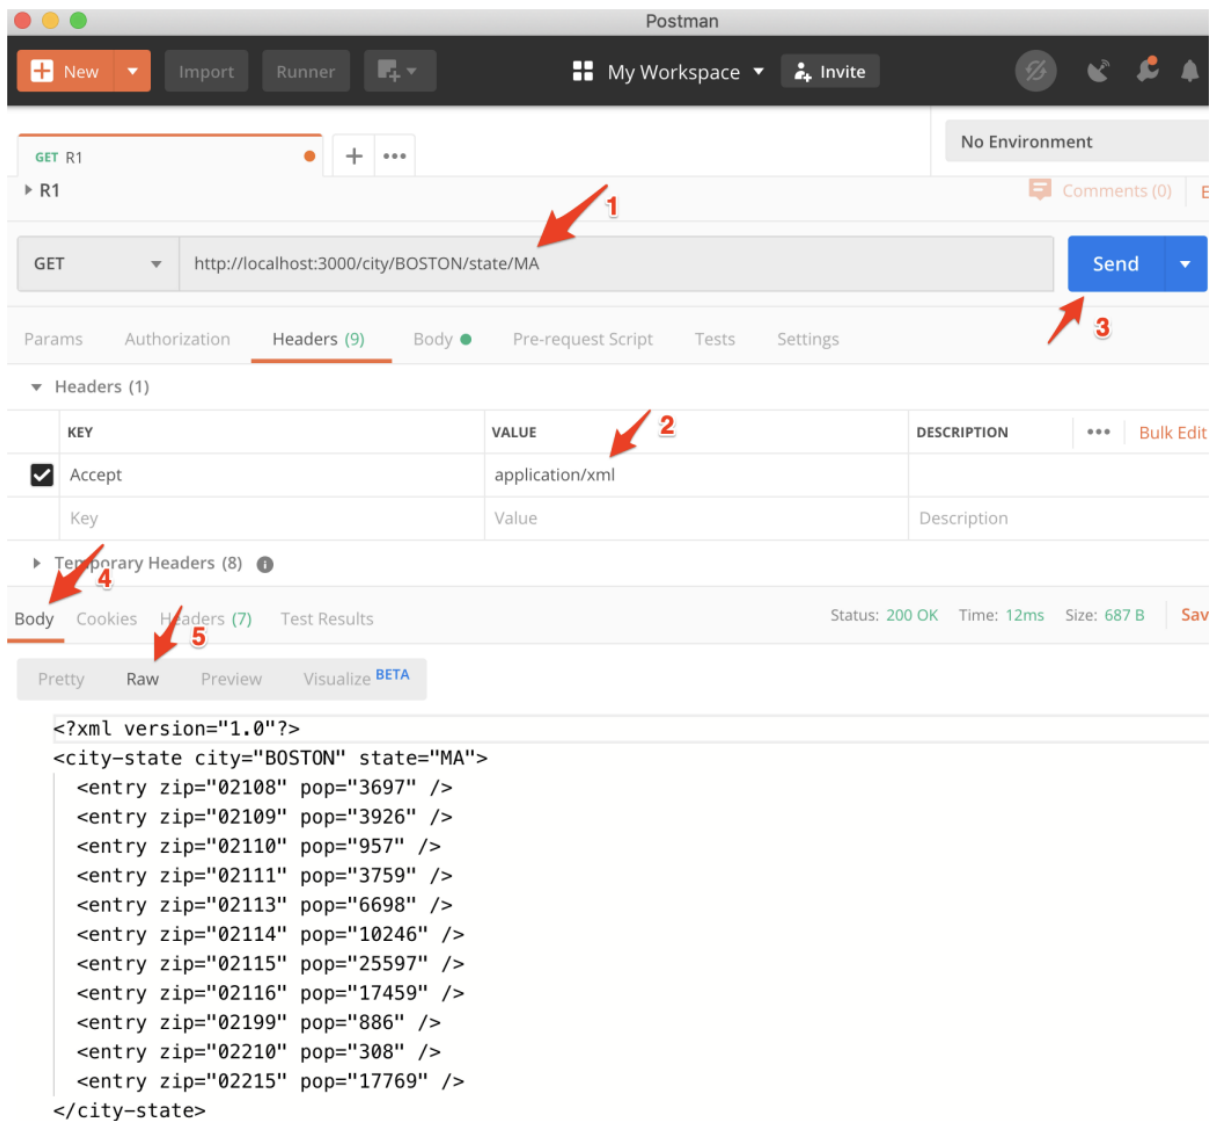 Postman
New Import Runner My Workspace Invite
GET R1 No Environment
R1 Comments (0)
1
GET http://localhost:3000/city/BOSTON/state/MA Send
3
Params Authorization Headers (9) Body Pre-request Script Tests Settings
Headers (1)
2
KEY VALUE DESCRIPTION Bulk Edit
Accept application/xml
Key Value Description
Temporary Headers (8)
4
Body Cookies Headers (7) Test Results Status: 200 OK Time: 12ms Size: 687 B Sav
5
Pretty Raw Preview Visualize BETA
<?xml version="1.0"?>
<city-state city="BOSTON" state="MA">
<entry zip="02108" pop="3697" />
<entry zip="02109" pop="3926" />
<entry zip="02110" pop="957" />
<entry zip="02111" pop="3759" />
<entry zip="02113" pop="6698" />
<entry zip="02114" pop="10246" />
<entry zip="02115" pop="25597" />
<entry zip="02116" pop="17459" />
<entry zip="02199" pop="886" />
<entry zip="02210" pop="308" />
<entry zip="02215" pop="17769" />
</city-state>